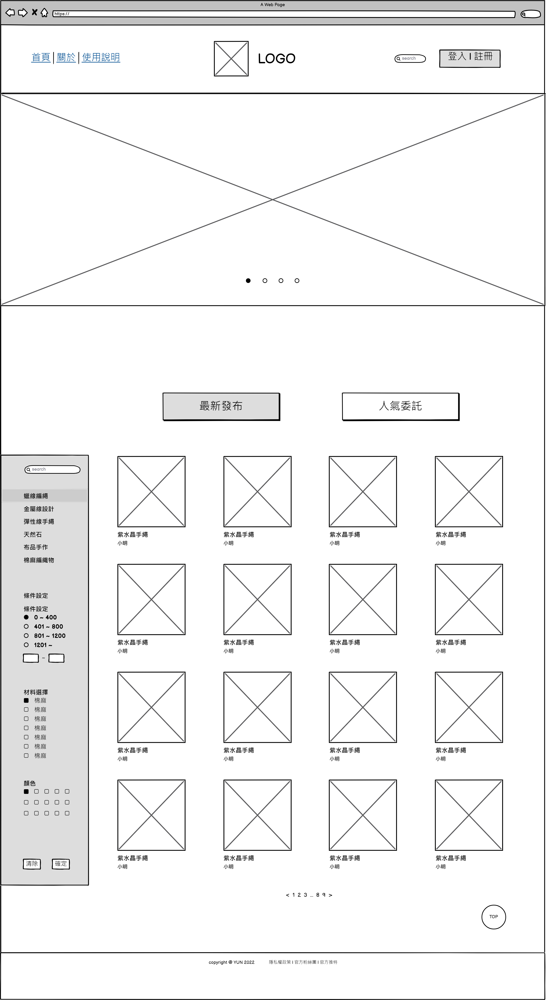 A Web Page
https://
首頁 | 關於 | 使用說明
LOGO
search
登入 | 註冊
最新發布
人氣委託
search
蠟線編繩
金屬線設計
彈性線手繩
天然石
布品手作
棉麻編織物
條件設定
條件設定
0 ~ 400
401 ~ 800
801 ~ 1200
1201 ~
~
材料選擇
棉麻
棉麻
棉麻
棉麻
棉麻
棉麻
棉麻
顏色
清除 確定
紫水晶手繩 紫水晶手繩 紫水晶手繩 紫水晶手繩
小明 小明 小明 小明
紫水晶手繩 紫水晶手繩 紫水晶手繩 紫水晶手繩
小明 小明 小明 小明
紫水晶手繩 紫水晶手繩 紫水晶手繩 紫水晶手繩
小明 小明 小明 小明
紫水晶手繩 紫水晶手繩 紫水晶手繩 紫水晶手繩
小明 小明 小明 小明
< 1 2 3 ... 8 9 >
TOP
copyright @ YUN 2022 隱私權政策 | 官方粉絲團 | 官方推特